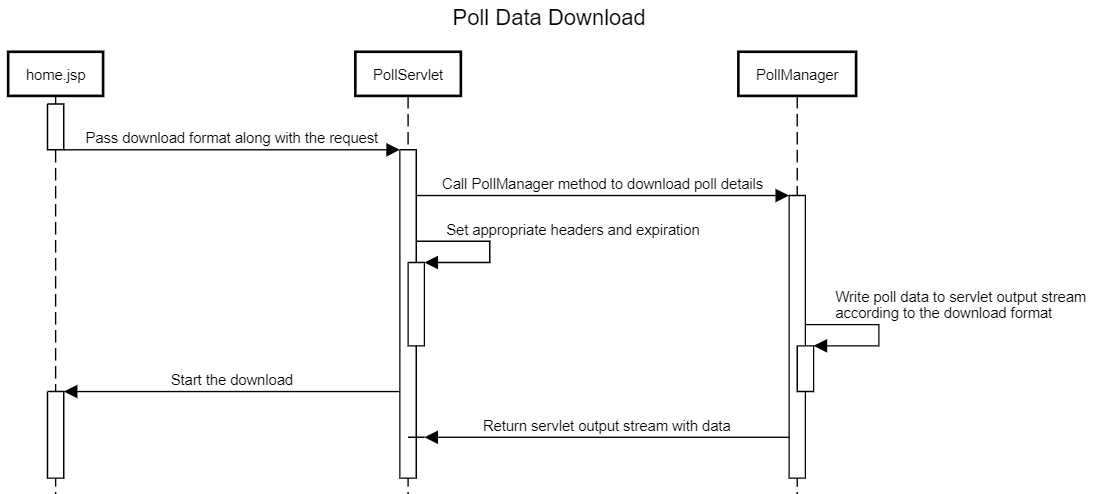 Poll Data Download
home.jsp
PollServlet
PollManager
Pass download format along with the request
Call PollManager method to download poll details
Set appropriate headers and expiration
Write poll data to servlet output stream
according to the download format
Start the download
Return servlet output stream with data